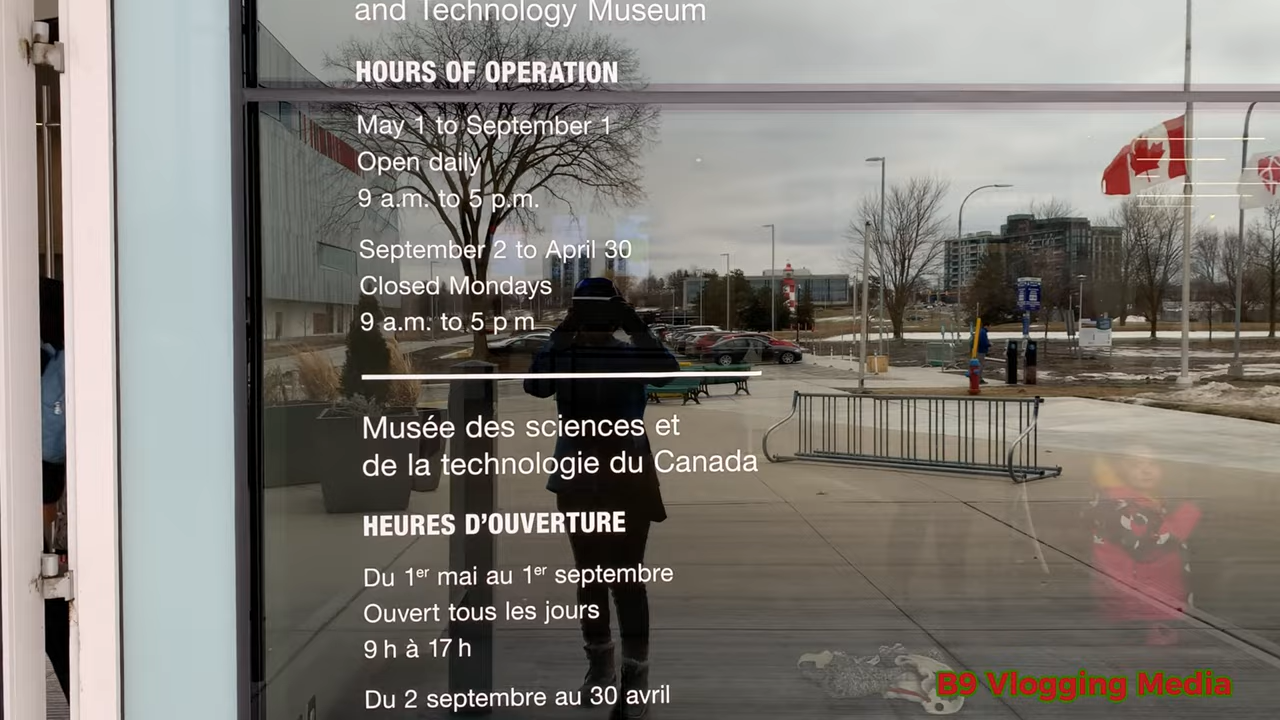 and Technology Museum
HOURS OF OPERATION
May 1 to September 1
Open daily
9 a.m. to 5 p.m.
September 2 to April 30
Closed Mondays
9 a.m. to 5 p m
Musée des sciences et
de la technologie du Canada
HEURES D'OUVERTURE
Du 1er mai au 1er septembre
Ouvert tous les jours
9 h à 17 h
Du 2 septembre au 30 avril
B9 Vlogging Media